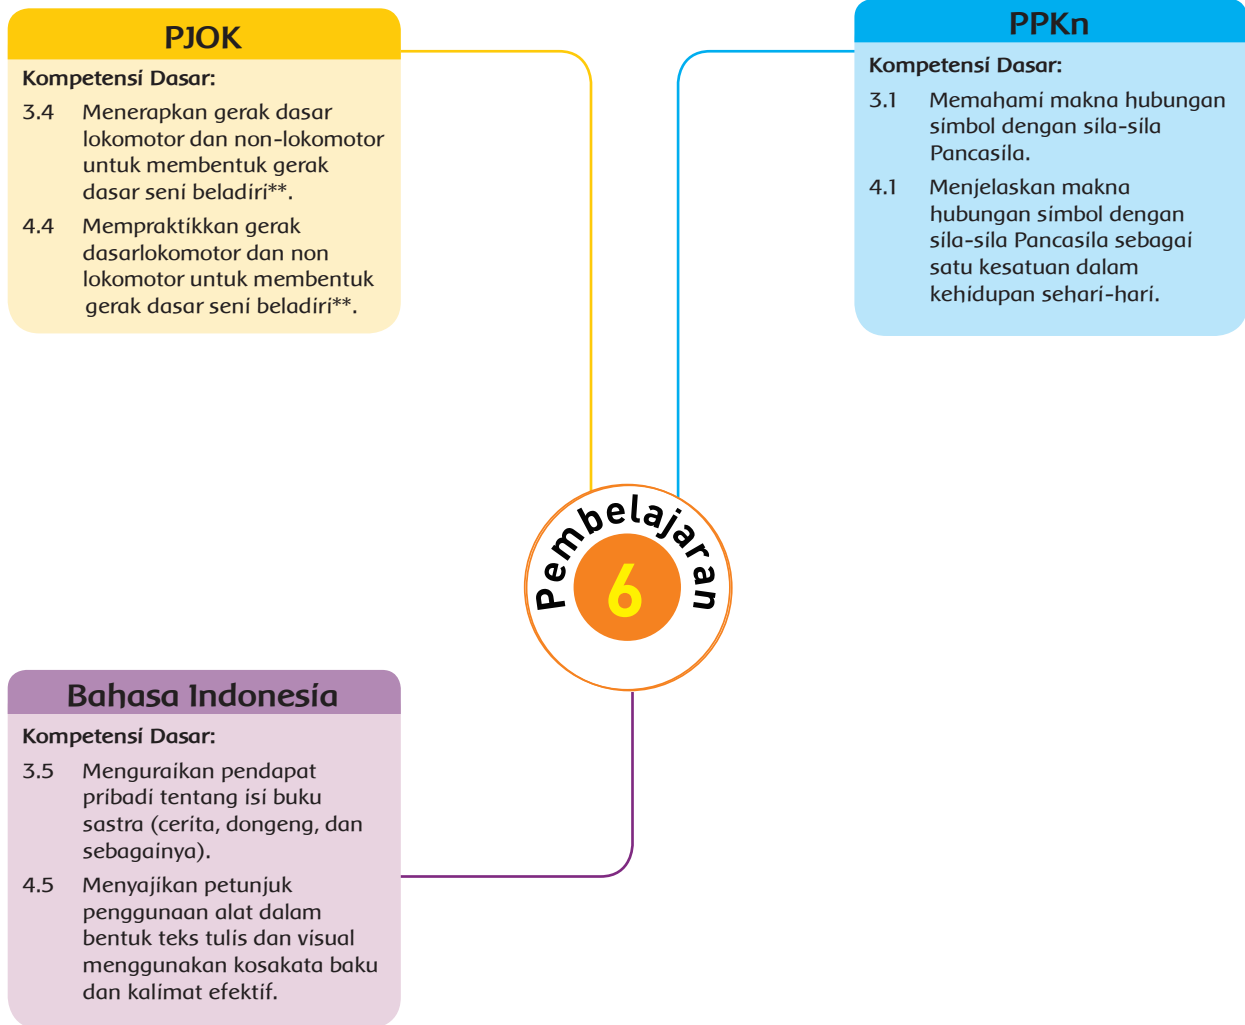 PJOK
Kompetensi Dasar:
3.4 Menerapkan gerak dasar
lokomotor dan non-lokomotor
untuk membentuk gerak
dasar seni beladiri**.
4.4 Mempraktikkan gerak
dasarlokomotor dan non
lokomotor untuk membentuk
gerak dasar seni beladiri**.
PPKn
Kompetensi Dasar:
3.1 Memahami makna hubungan
simbol dengan sila-sila
Pancasila.
4.1 Menjelaskan makna
hubungan simbol dengan
sila-sila Pancasila sebagai
satu kesatuan dalam
kehidupan sehari-hari.
Pembelajaran
6
Bahasa Indonesia
Kompetensi Dasar:
3.5 Menguraikan pendapat
pribadi tentang isi buku
sastra (cerita, dongeng, dan
sebagainya).
4.5 Menyajikan petunjuk
penggunaan alat dalam
bentuk teks tulis dan visual
menggunakan kosakata baku
dan kalimat efektif.